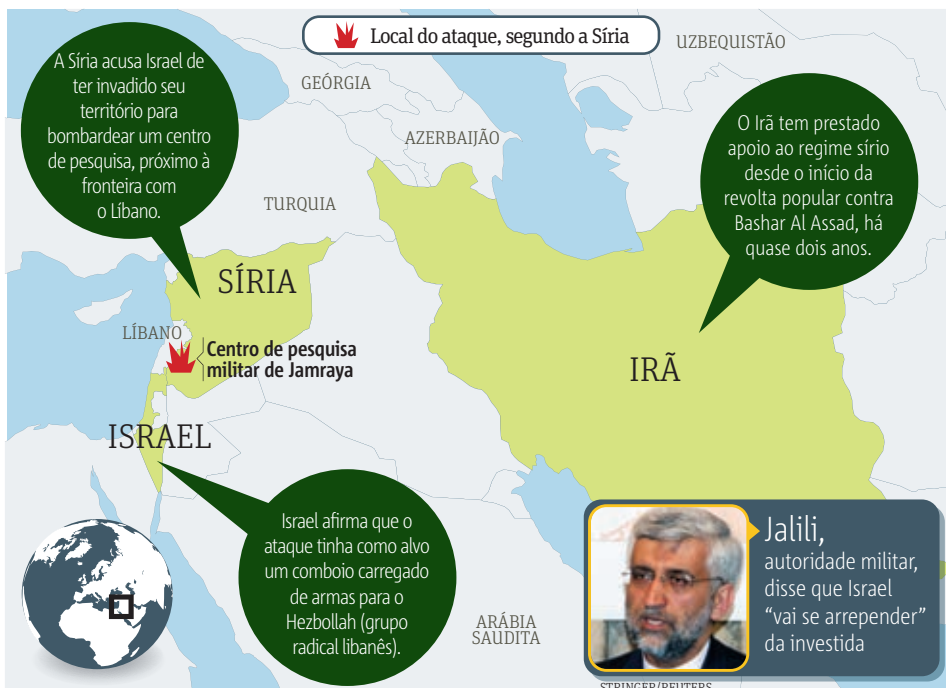 Local do ataque, segundo a Síria
UZBEQUISTÃO
GEÓRGIA
AZERBAIJÃO
TURQUIA
A Síria acusa Israel de
ter invadido seu
território para
bombardear um centro
de pesquisa, próximo à
fronteira com
o Líbano.
O Irã tem prestado
apoio ao regime sírio
desde o início da
revolta popular contra
Bashar Al Assad, há
quase dois anos.
SÍRIA
LÍBANO
Centro de pesquisa
militar de Jamraya
IRÃ
ISRAEL
Israel afirma que o
ataque tinha como alvo
um comboio carregado
de armas para o
Hezbollah (grupo
radical libanês).
ARÁBIA
SAUDITA
Jalili,
autoridade militar,
disse que Israel
“vai se arrepender”
da investida
STRINGER/REUTERS